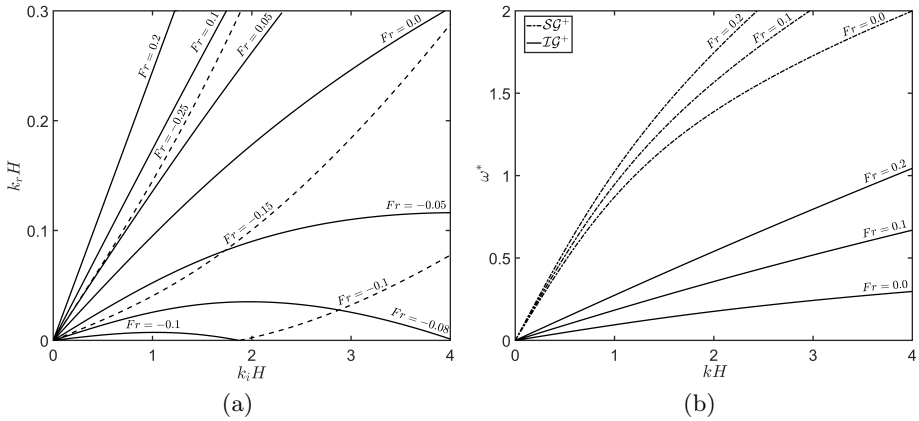 0.3
0.2
0.1
0
0
1
2
3
4
k_rH
k_iH
Fr = 0.2
Fr = 0.1
Fr = 0.05
Fr = 0.0
Fr = −0.25
Fr = −0.15
Fr = −0.05
Fr = −0.1
Fr = −0.1
Fr = −0.08
(a)
2
1.5
1
0.5
0
0
1
2
3
4
ω*
kH
SG⁺
IG⁺
Fr = 0.2
Fr = 0.1
Fr = 0.0
Fr = 0.2
Fr = 0.1
Fr = 0.0
(b)